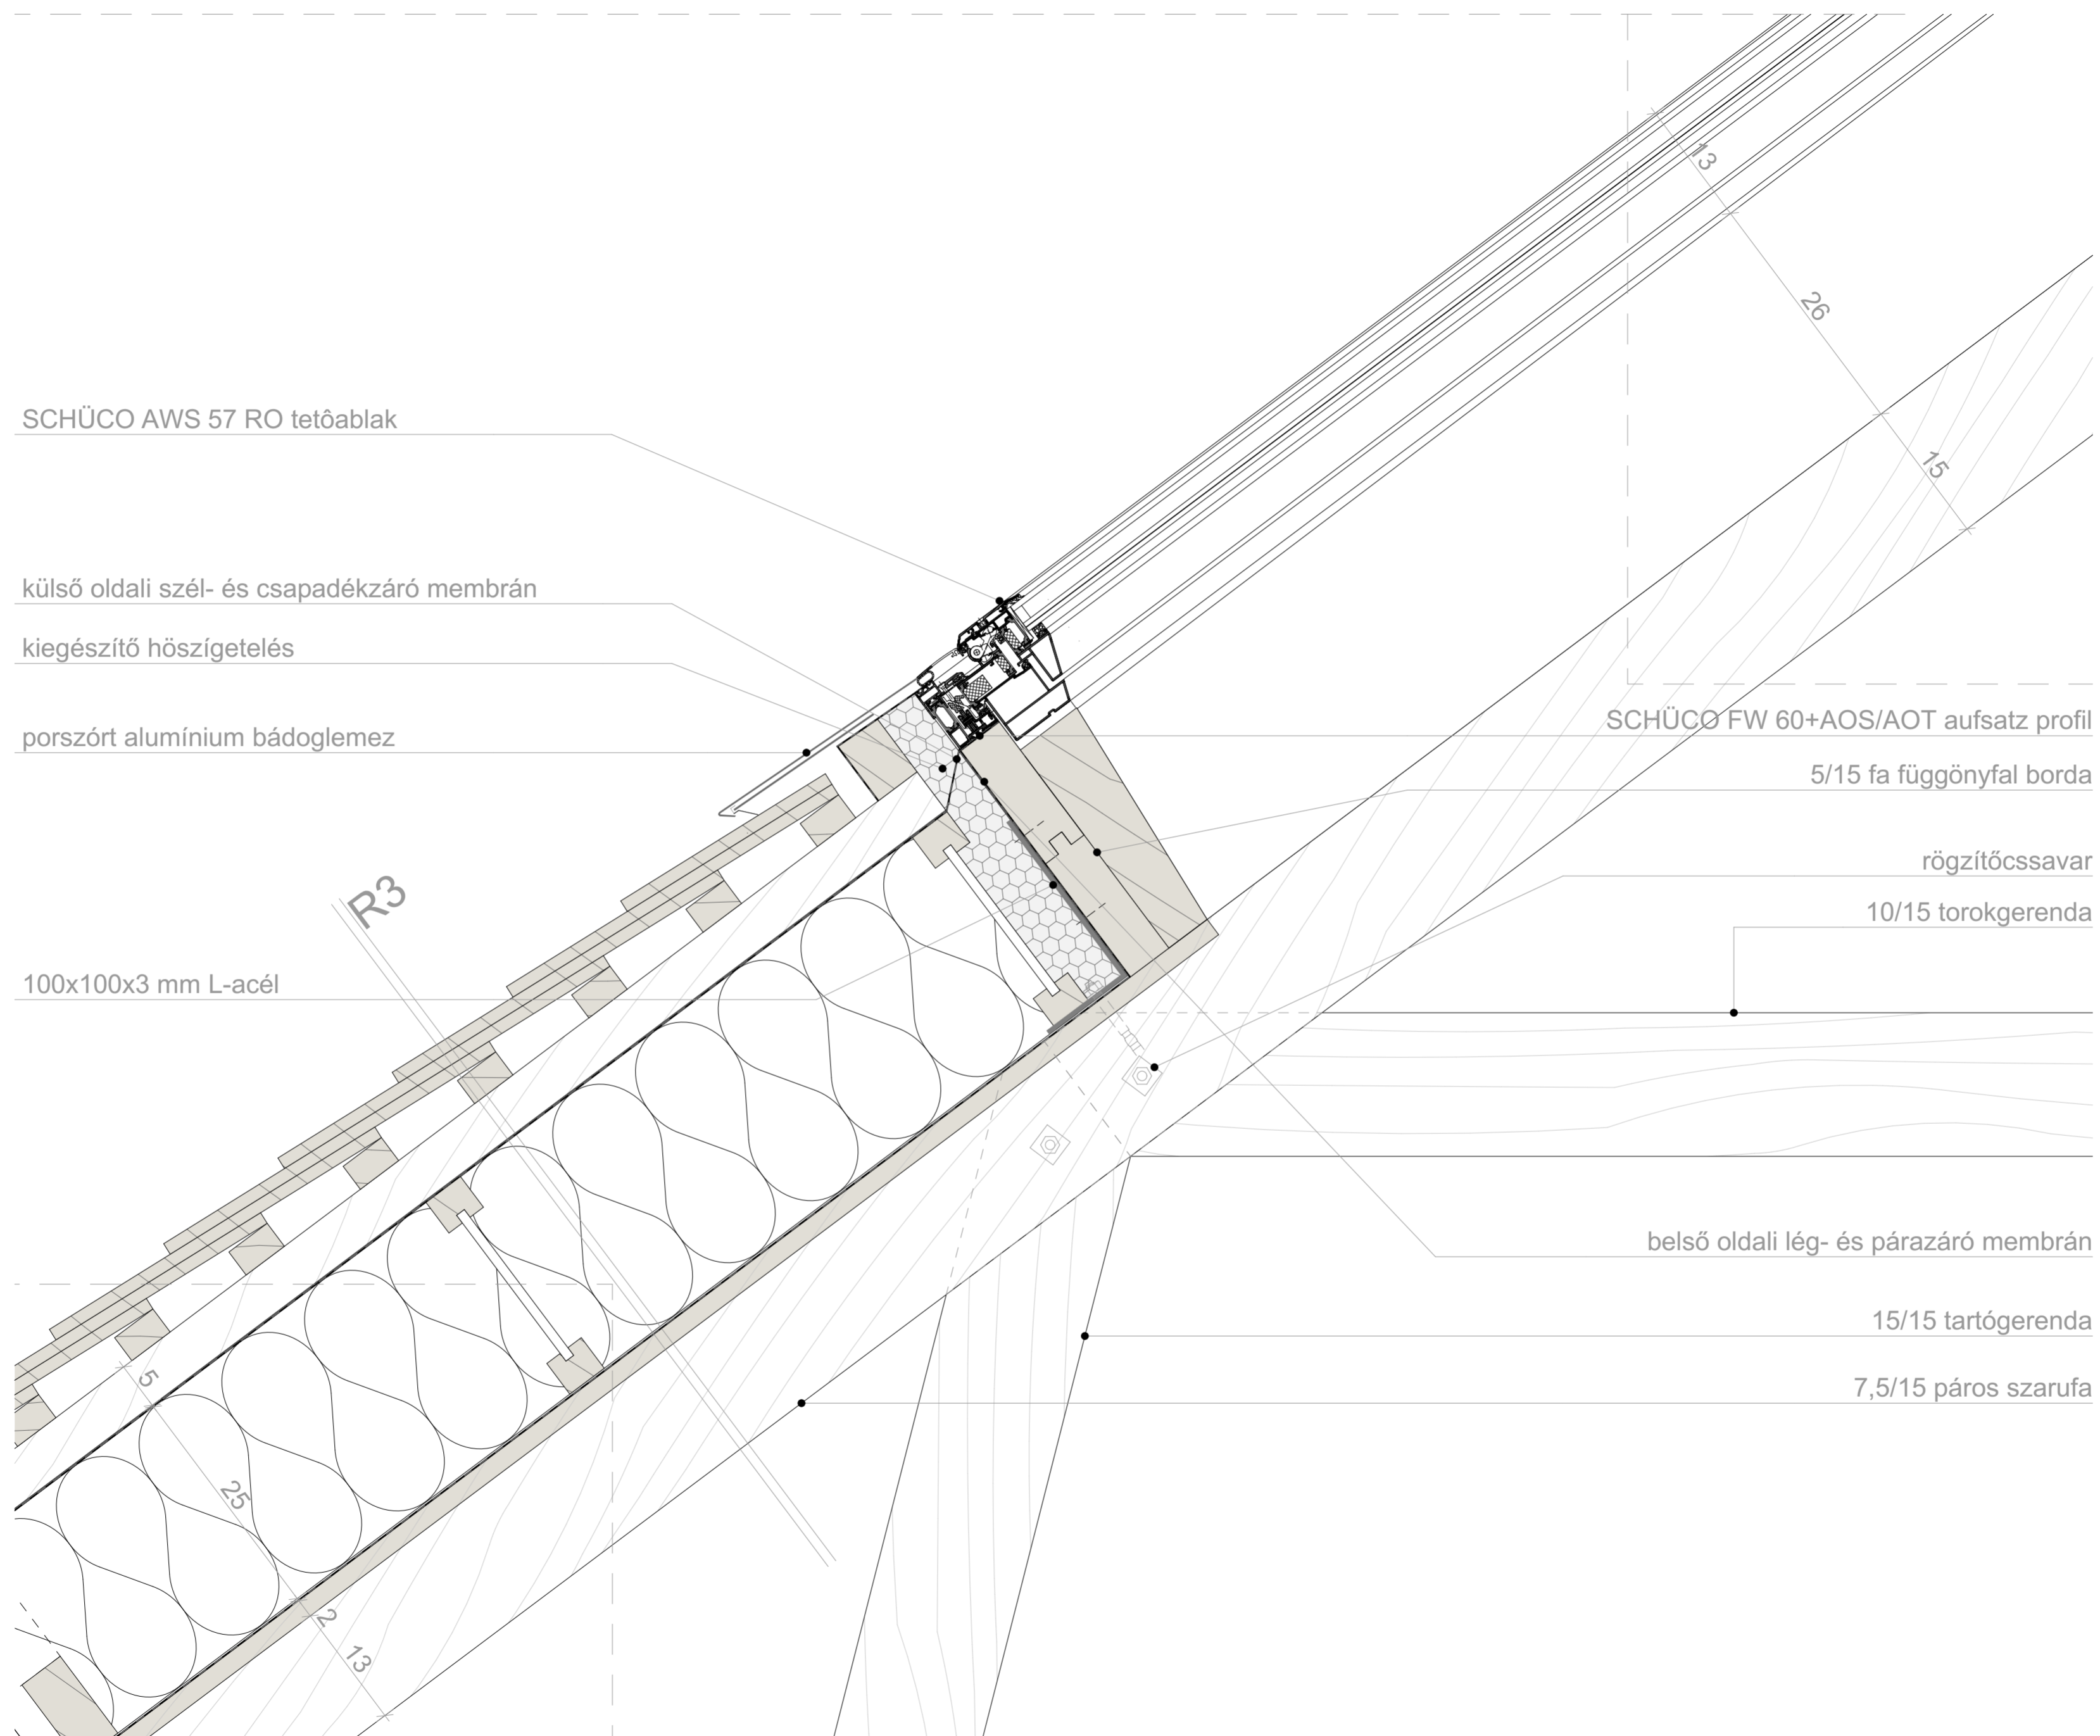 13
26
15
SCHÜCO AWS 57 RO tetôablak
külső oldali szél- és csapadékzáró membrán
kiegészítő höszígetelés
porszórt alumínium bádoglemez
SCHÜCO FW 60+AOS/AOT aufsatz profil
5/15 fa függönyfal borda
rögzítőcssavar
10/15 torokgerenda
R3
100x100x3 mm L-acél
belső oldali lég- és párazáró membrán
15/15 tartógerenda
7,5/15 páros szarufa
5
25
2
13